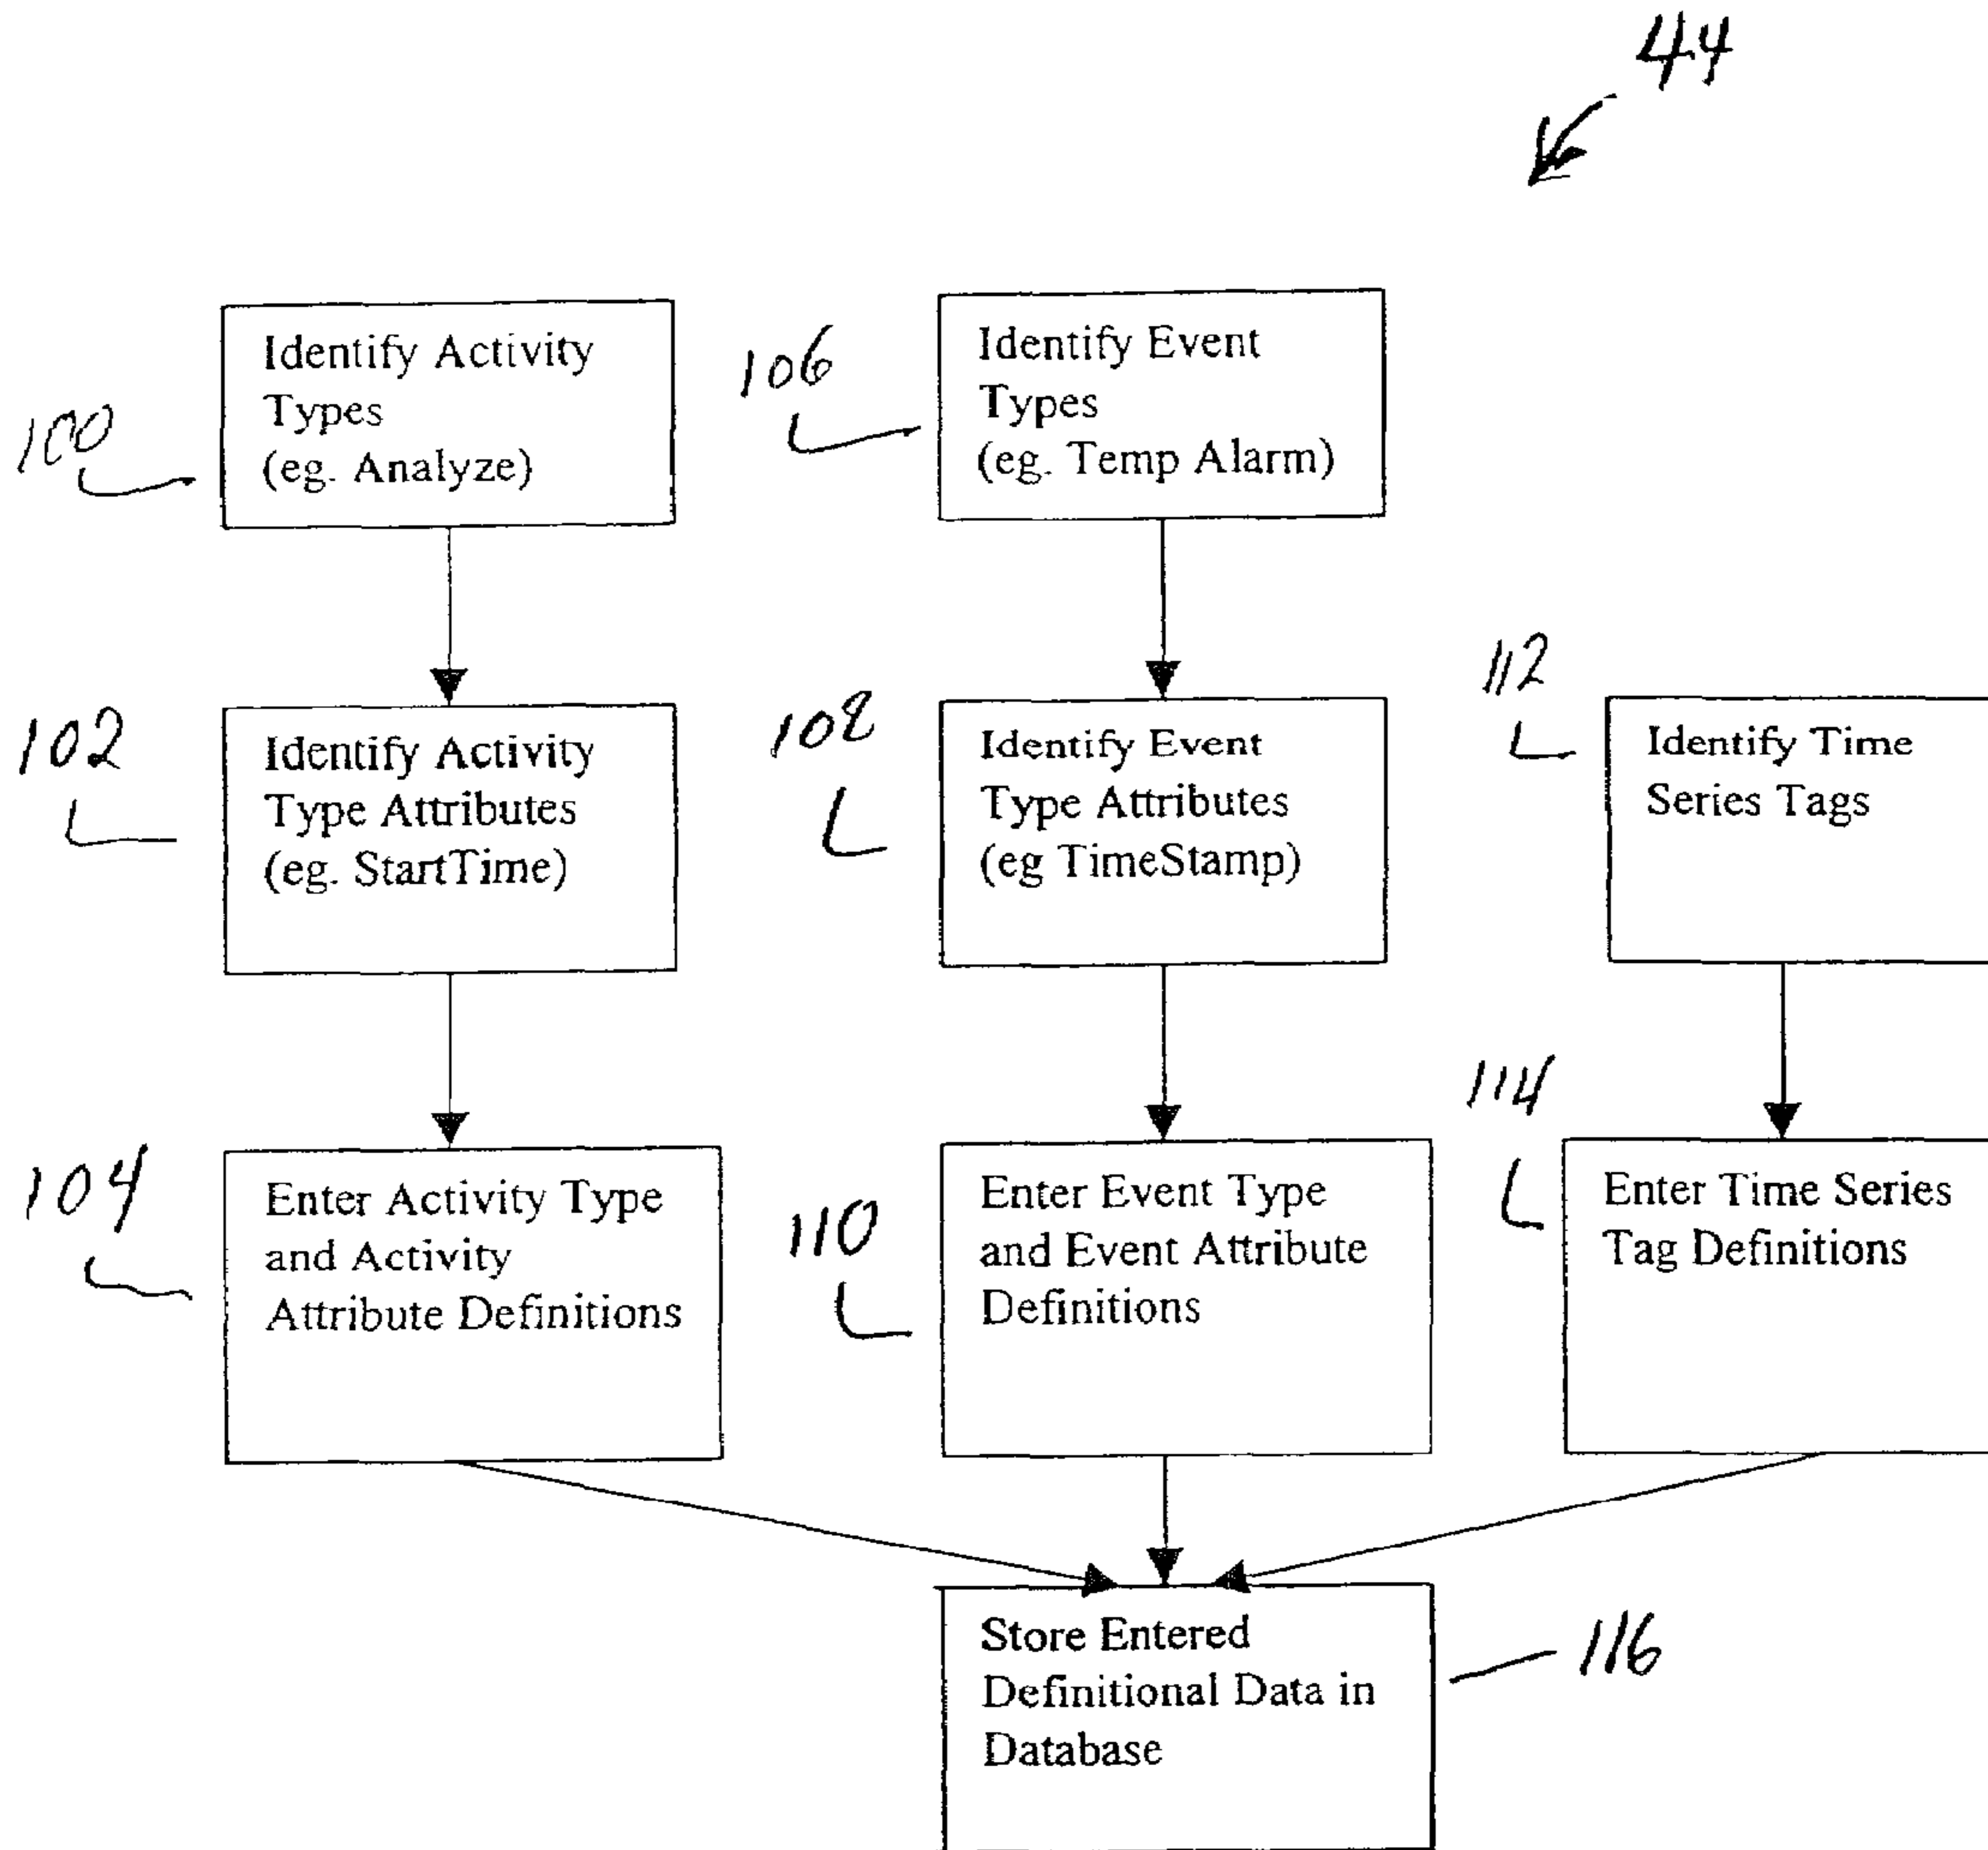 44
100
Identify Activity
Types
(eg. Analyze)
106
Identify Event
Types
(eg. Temp Alarm)
102
Identify Activity
Type Attributes
(eg. StartTime)
108
Identify Event
Type Attributes
(eg TimeStamp)
112
Identify Time
Series Tags
104
Enter Activity Type
and Activity
Attribute Definitions
110
Enter Event Type
and Event Attribute
Definitions
114
Enter Time Series
Tag Definitions
Store Entered
Definitional Data in
Database
116